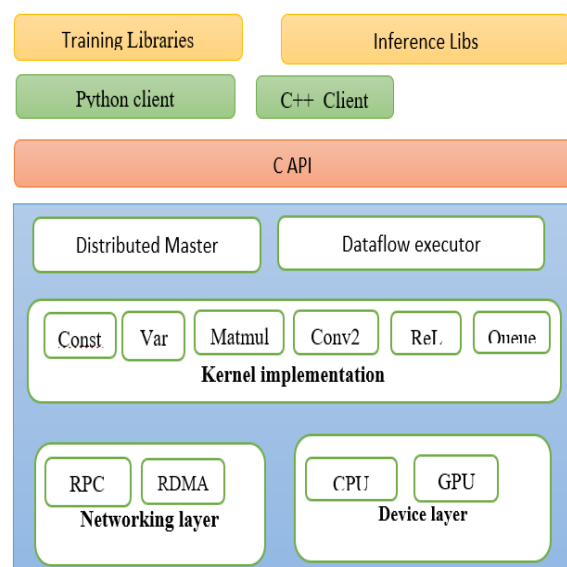 Training Libraries
Inference Libs
Python client
C++ Client
C API
Distributed Master
Dataflow executor
Const
Var
Matmul
Conv2
ReL
Queue
Kernel implementation
RPC
RDMA
Networking layer
CPU
GPU
Device layer